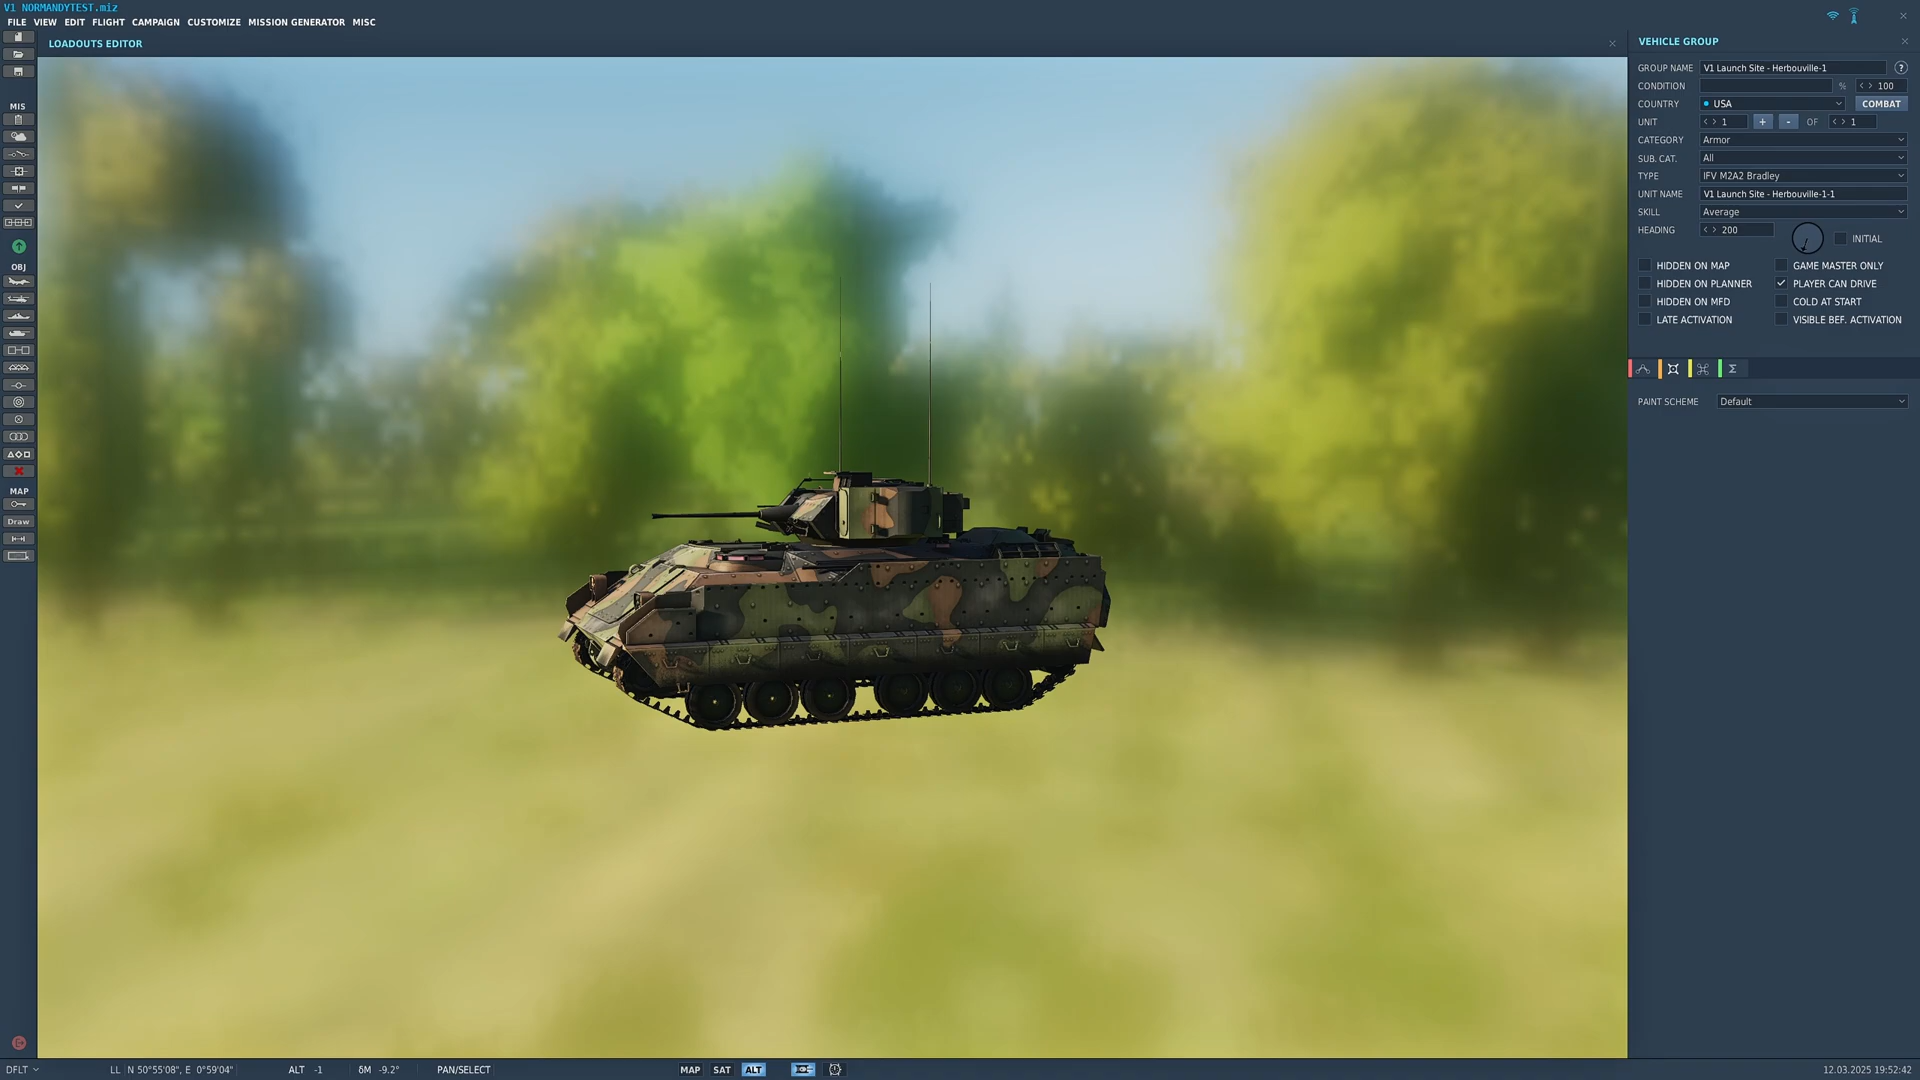 V1 NORMANDYTEST.miz
FILE VIEW EDIT FLIGHT CAMPAIGN CUSTOMIZE MISSION GENERATOR MISC
LOADOUTS EDITOR
MIS
OBJ
MAP
Draw
VEHICLE GROUP
GROUP NAME V1 Launch Site - Herbouville-1 ?
CONDITION % < > 100
COUNTRY USA COMBAT
UNIT < > 1 + - OF < > 1
CATEGORY Armor
SUB. CAT. All
TYPE IFV M2A2 Bradley
UNIT NAME V1 Launch Site - Herbouville-1-1
SKILL Average
HEADING < > 200 INITIAL
HIDDEN ON MAP GAME MASTER ONLY
HIDDEN ON PLANNER PLAYER CAN DRIVE
HIDDEN ON MFD COLD AT START
LATE ACTIVATION VISIBLE BEF. ACTIVATION
Σ
PAINT SCHEME Default
DFLT LL N 50°55'08", E 0°59'04" ALT -1 δM -9.2° PAN/SELECT MAP SAT ALT 12.03.2025 19:52:42